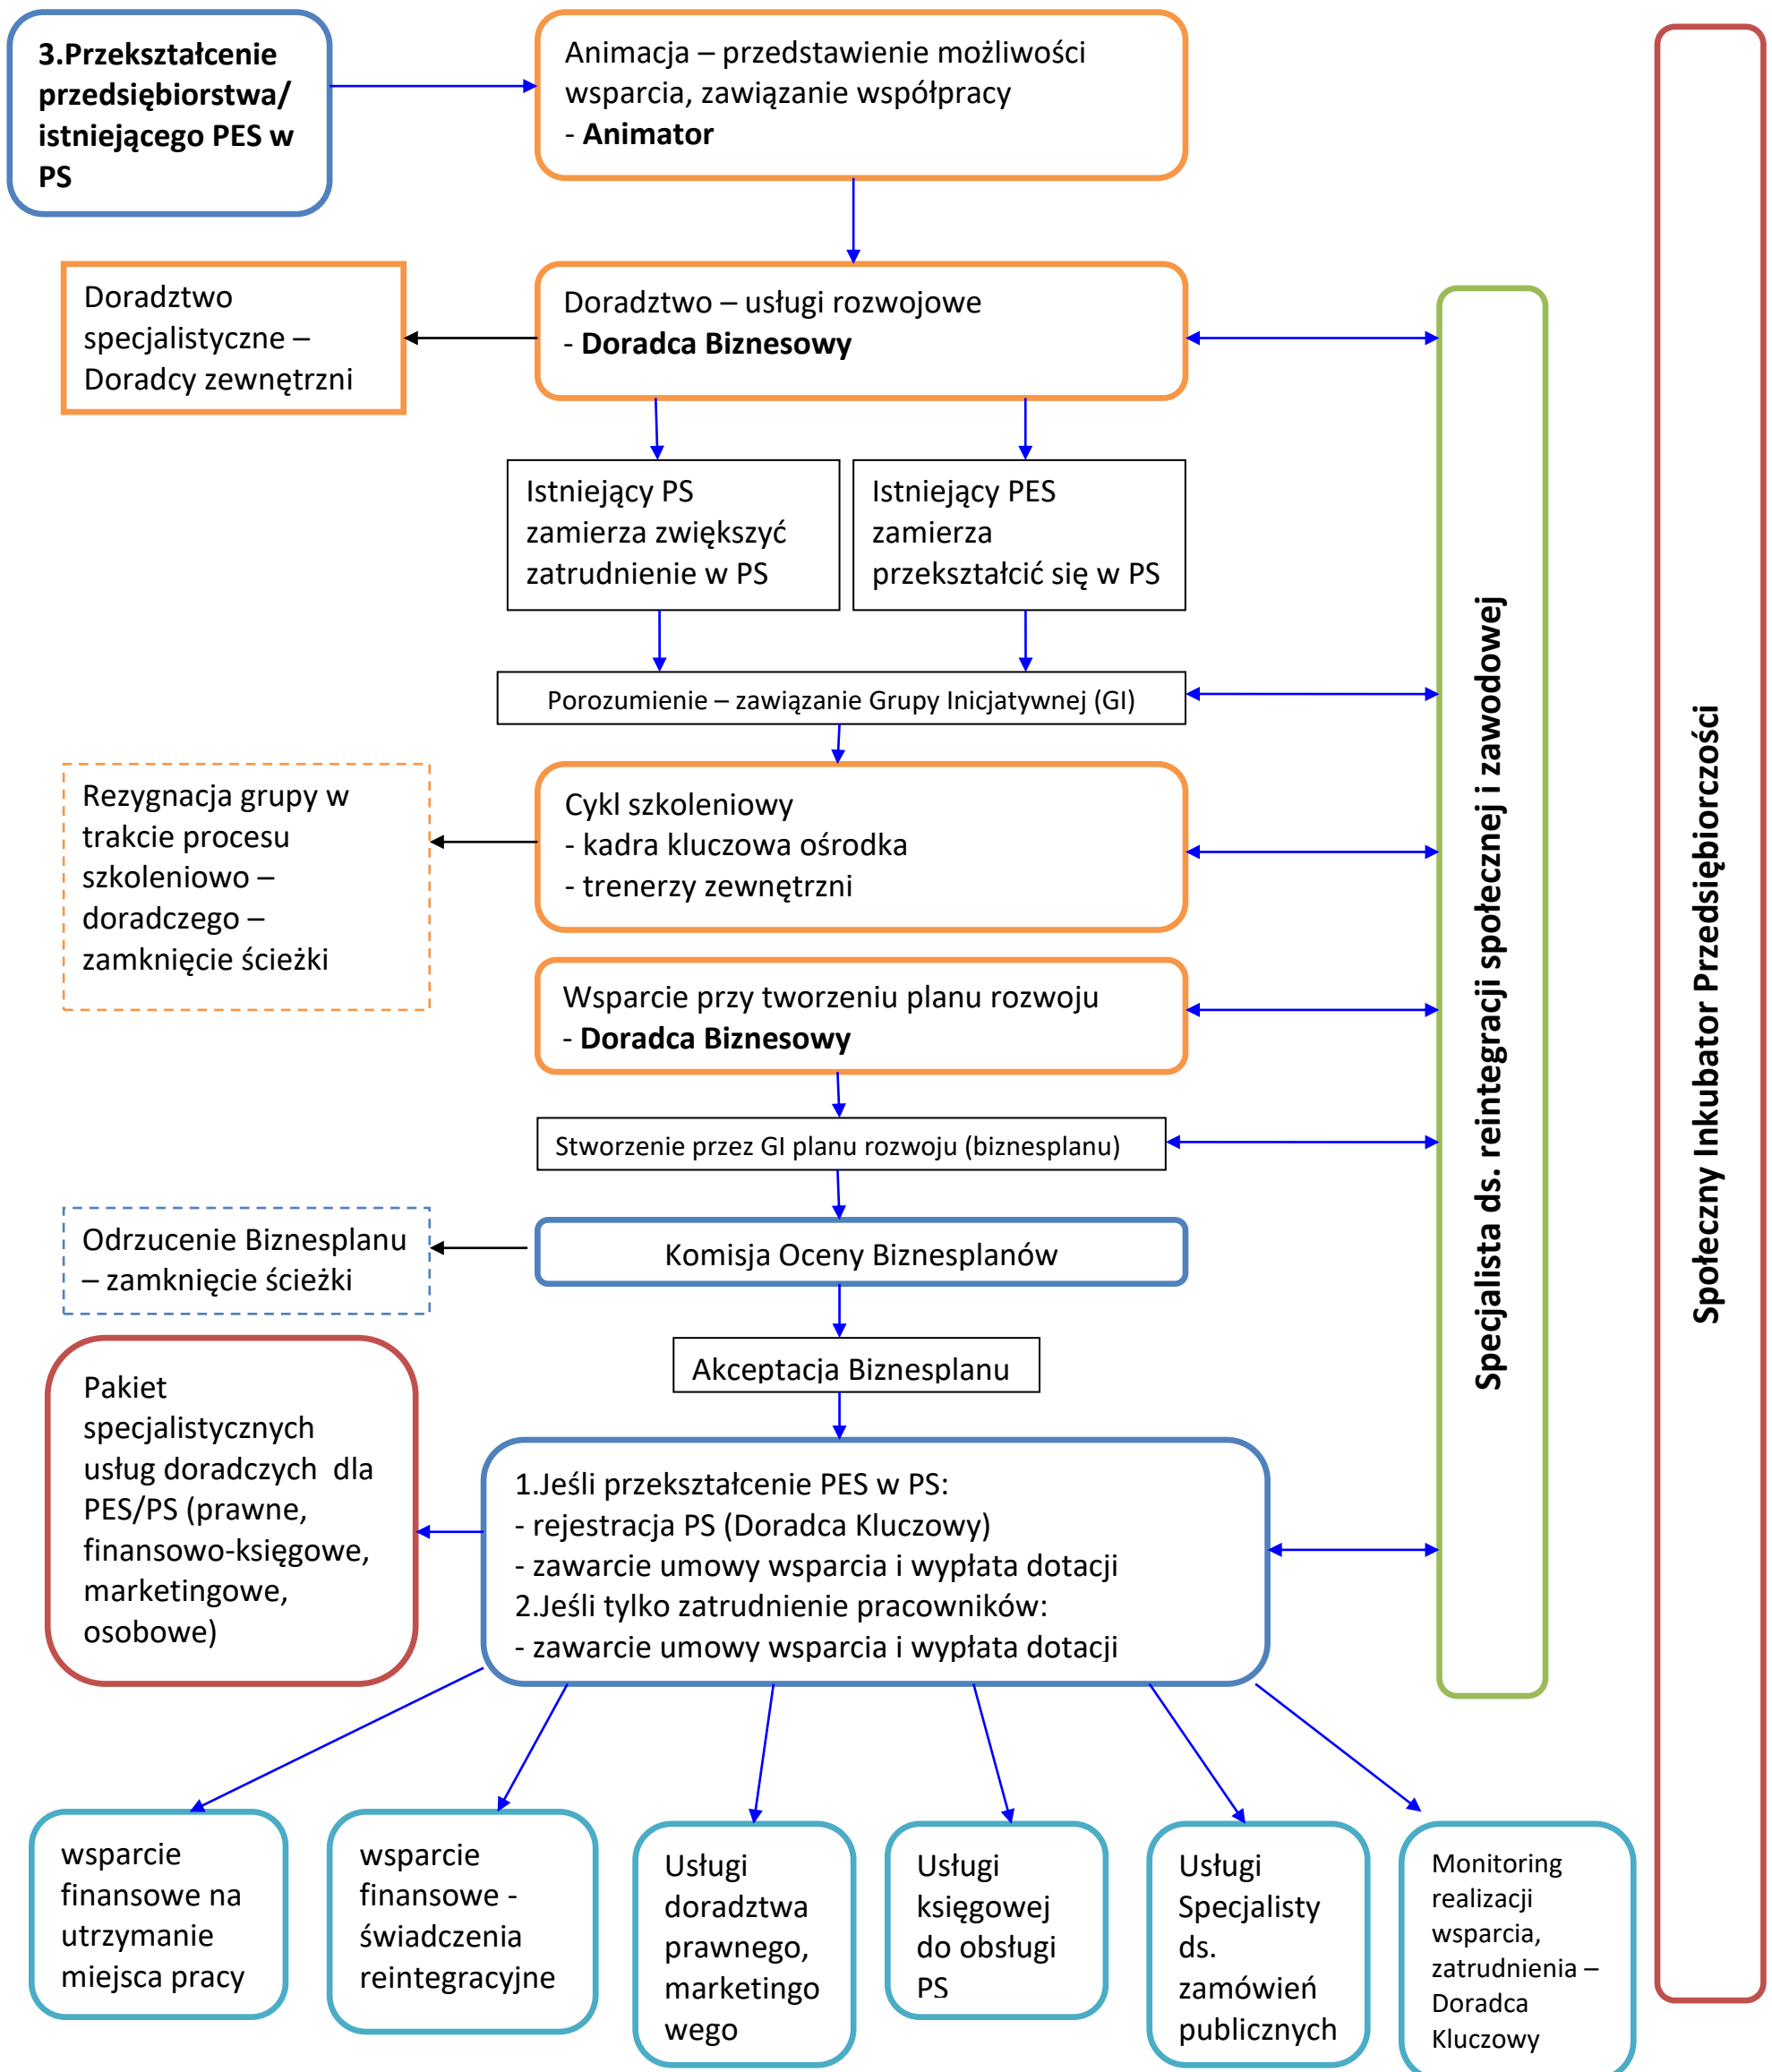 3.Przekształcenie
przedsiębiorstwa/
istniejącego PES w
PS
Animacja – przedstawienie możliwości
wsparcia, zawiązanie współpracy
- Animator
Doradztwo
specjalistyczne –
Doradcy zewnętrzni
Doradztwo – usługi rozwojowe
- Doradca Biznesowy
Istniejący PS
zamierza zwiększyć
zatrudnienie w PS
Istniejący PES
zamierza
przekształcić się w PS
Porozumienie – zawiązanie Grupy Inicjatywnej (GI)
Rezygnacja grupy w
trakcie procesu
szkoleniowo –
doradczego –
zamknięcie ścieżki
Cykl szkoleniowy
- kadra kluczowa ośrodka
- trenerzy zewnętrzni
Wsparcie przy tworzeniu planu rozwoju
- Doradca Biznesowy
Stworzenie przez GI planu rozwoju (biznesplanu)
Odrzucenie Biznesplanu
– zamknięcie ścieżki
Komisja Oceny Biznesplanów
Akceptacja Biznesplanu
Pakiet
specjalistycznych
usług doradczych  dla
PES/PS (prawne,
finansowo-księgowe,
marketingowe,
osobowe)
1.Jeśli przekształcenie PES w PS:
- rejestracja PS (Doradca Kluczowy)
- zawarcie umowy wsparcia i wypłata dotacji
2.Jeśli tylko zatrudnienie pracowników:
- zawarcie umowy wsparcia i wypłata dotacji
wsparcie
finansowe na
utrzymanie
miejsca pracy
wsparcie
finansowe -
świadczenia
reintegracyjne
Usługi
doradztwa
prawnego,
marketingo
wego
Usługi
księgowej
do obsługi
PS
Usługi
Specjalisty
ds.
zamówień
publicznych
Monitoring
realizacji
wsparcia,
zatrudnienia –
Doradca
Kluczowy
Specjalista ds. reintegracji społecznej i zawodowej
Społeczny Inkubator Przedsiębiorczości